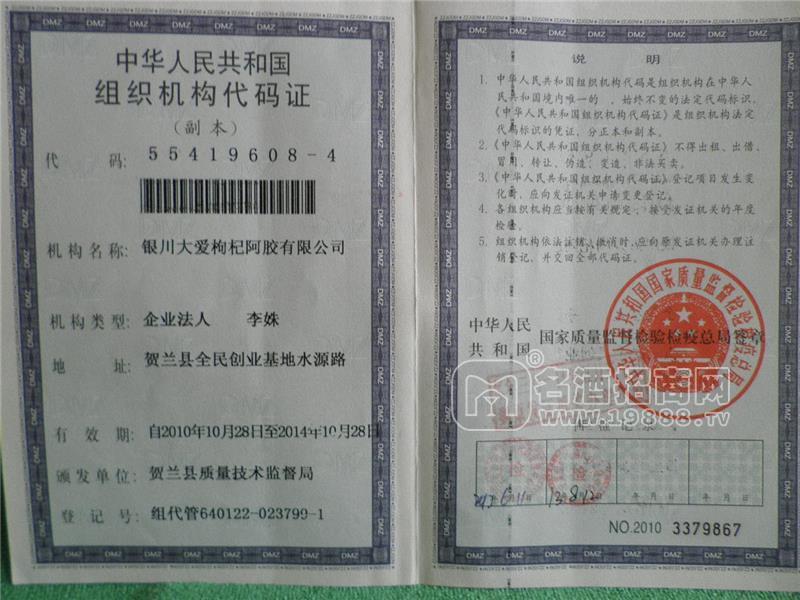 中华人民共和国
组织机构代码证
（副本）
代 码： 55419608-4
机构名称： 银川大爱枸杞阿胶有限公司
机构类型： 企业法人 李姝
地 址： 贺兰县全民创业基地水源路
有 效 期： 自2010年10月28日至2014年10月28日
颁发单位： 贺兰县质量技术监督局
登 记 号： 组代管640122-023799-1
说 明
1. 中华人民共和国组织机构代码是组织机构在中华人
民共和国境内唯一的、始终不变的法定代码标识，
《中华人民共和国组织机构代码证》是组织机构法定
代码标识的凭证，分正本和副本。
2. 《中华人民共和国组织机构代码证》不得出租、出借、
冒用、转让、伪造、变造、非法买卖。
3. 《中华人民共和国组织机构代码证》登记项目发生变
化时，应向发证机关申请变更登记。
4. 各组织机构应当按有关规定，接受发证机关的年度
检验。
5. 组织机构依法注销、撤消时，应向原发证机关办理注
销登记，并交回全部代码证。
中华人民
共和国 国家质量监督检验检疫总局签章
名酒招商网
www.19888.tv
年 月 日 年 月 日
NO.2010 3379867